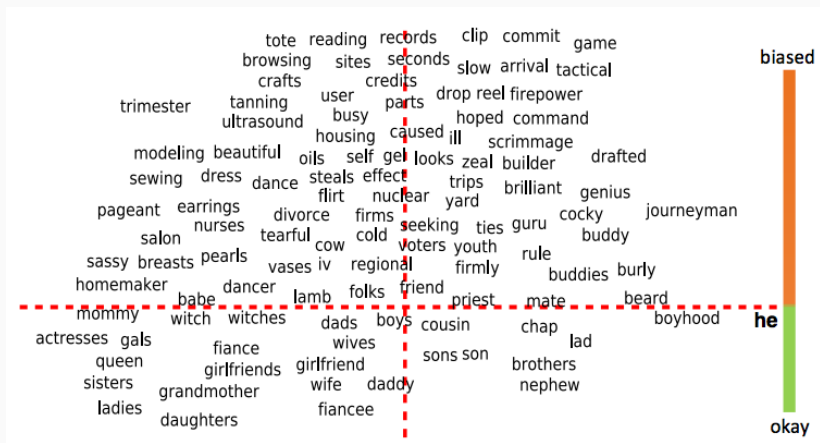 tote reading records clip commit game
browsing sites seconds slow arrival tactical biased
crafts credits
trimester tanning user parts drop reel firepower
ultrasound busy hoped command
housing caused ill scrimmage
modeling beautiful oils self gel looks zeal builder drafted
sewing dress dance steals effect trips brilliant genius
flirt nuclear yard
pageant earrings divorce firms seeking ties guru cocky journeyman
nurses
salon tearful cow cold voters youth rule buddy
sassy breasts pearls vases iv regional firmly buddies burly
homemaker babe dancer lamb folks friend priest mate beard
mommy witch witches dads boys cousin chap boyhood he
actresses gals fiance wives lad
queen girlfriends girlfriend sons son brothers
sisters grandmother wife daddy nephew
ladies daughters fiancee okay